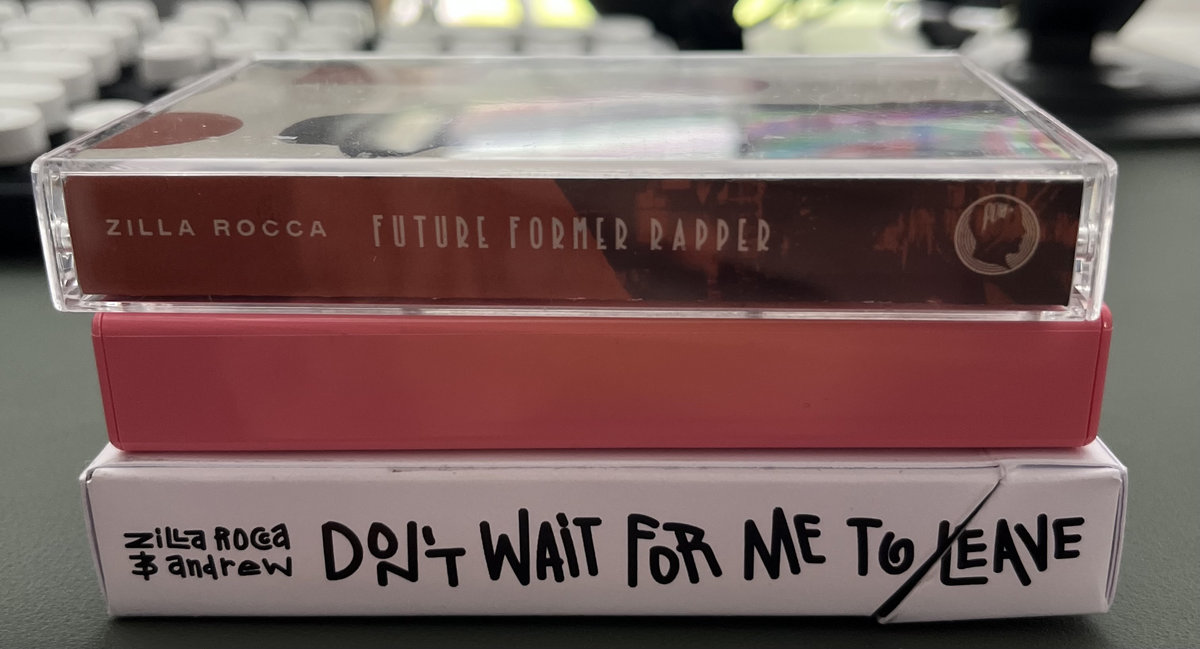 ZILLA ROCCA FUTURE FORMER RAPPER
ZiLLa ROCCa
$ andrew
DON'T WAiT FOR ME TO LEAVE